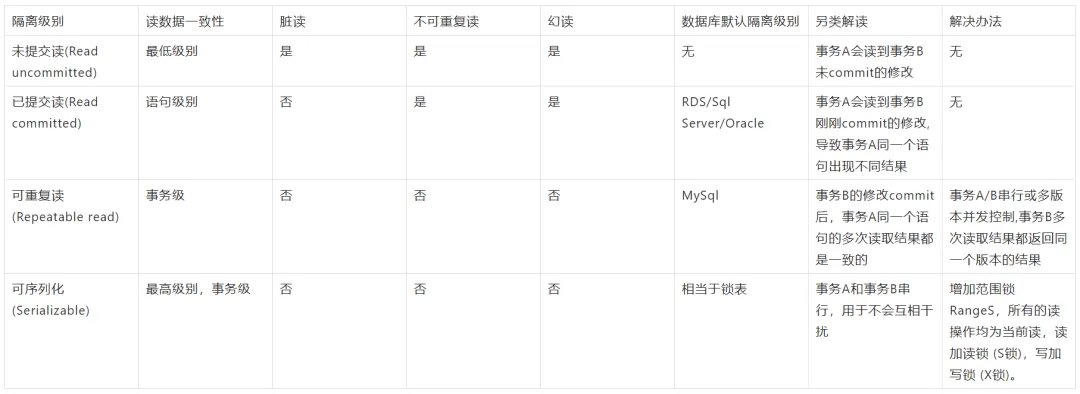 隔离级别 读数据一致性 脏读 不可重复读 幻读 数据库默认隔离级别 另类解读 解决办法
未提交读(Read
uncommitted)
最低级别
是
是
是
无
事务A会读到事务B
未commit的修改
无
已提交读(Read
committed)
语句级别
否
是
是
RDS/Sql
Server/Oracle
事务A会读到事务B
刚刚commit的修改,
导致事务A同一个语
句出现不同结果
无
可重复读
(Repeatable read)
事务级
否
否
否
MySql
事务B的修改commit
后，事务A同一个语
句的多次读取结果都
是一致的
事务A/B串行或多版
本并发控制,事务B多
次读取结果都返回同
一个版本的结果
可序列化
(Serializable)
最高级别，事务级
否
否
否
相当于锁表
事务A和事务B串
行，用于不会互相干
扰
增加范围锁
RangeS，所有的读
操作均为当前读，读
加读锁 (S锁)，写加
写锁 (X锁)。